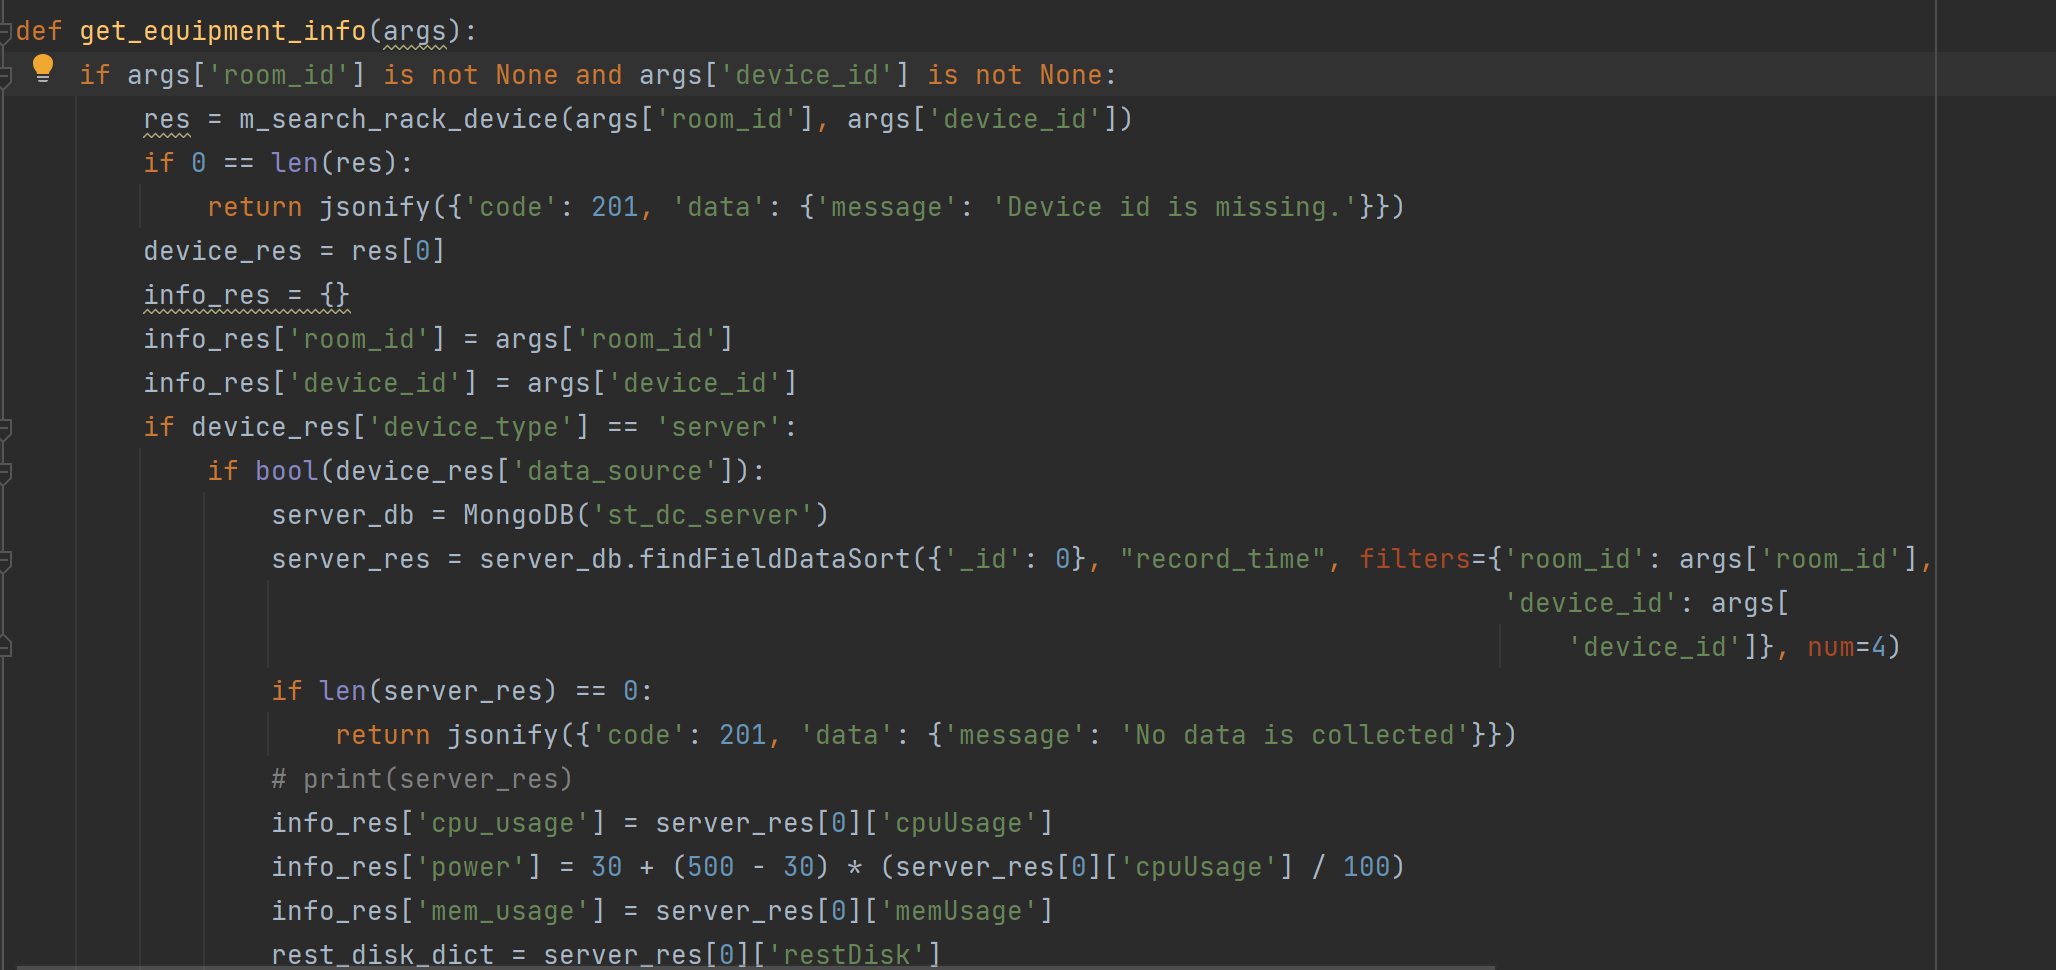 def get_equipment_info(args):
    if args['room_id'] is not None and args['device_id'] is not None:
        res = m_search_rack_device(args['room_id'], args['device_id'])
        if 0 == len(res):
            return jsonify({'code': 201, 'data': {'message': 'Device id is missing.'}})
        device_res = res[0]
        info_res = {}
        info_res['room_id'] = args['room_id']
        info_res['device_id'] = args['device_id']
        if device_res['device_type'] == 'server':
            if bool(device_res['data_source']):
                server_db = MongoDB('st_dc_server')
                server_res = server_db.findFieldDataSort({'_id': 0}, "record_time", filters={'room_id': args['room_id'],
                                                                                             'device_id': args[
                                                                                                 'device_id']}, num=4)
                if len(server_res) == 0:
                    return jsonify({'code': 201, 'data': {'message': 'No data is collected'}})
                # print(server_res)
                info_res['cpu_usage'] = server_res[0]['cpuUsage']
                info_res['power'] = 30 + (500 - 30) * (server_res[0]['cpuUsage'] / 100)
                info_res['mem_usage'] = server_res[0]['memUsage']
                rest_disk_dict = server_res[0]['restDisk']